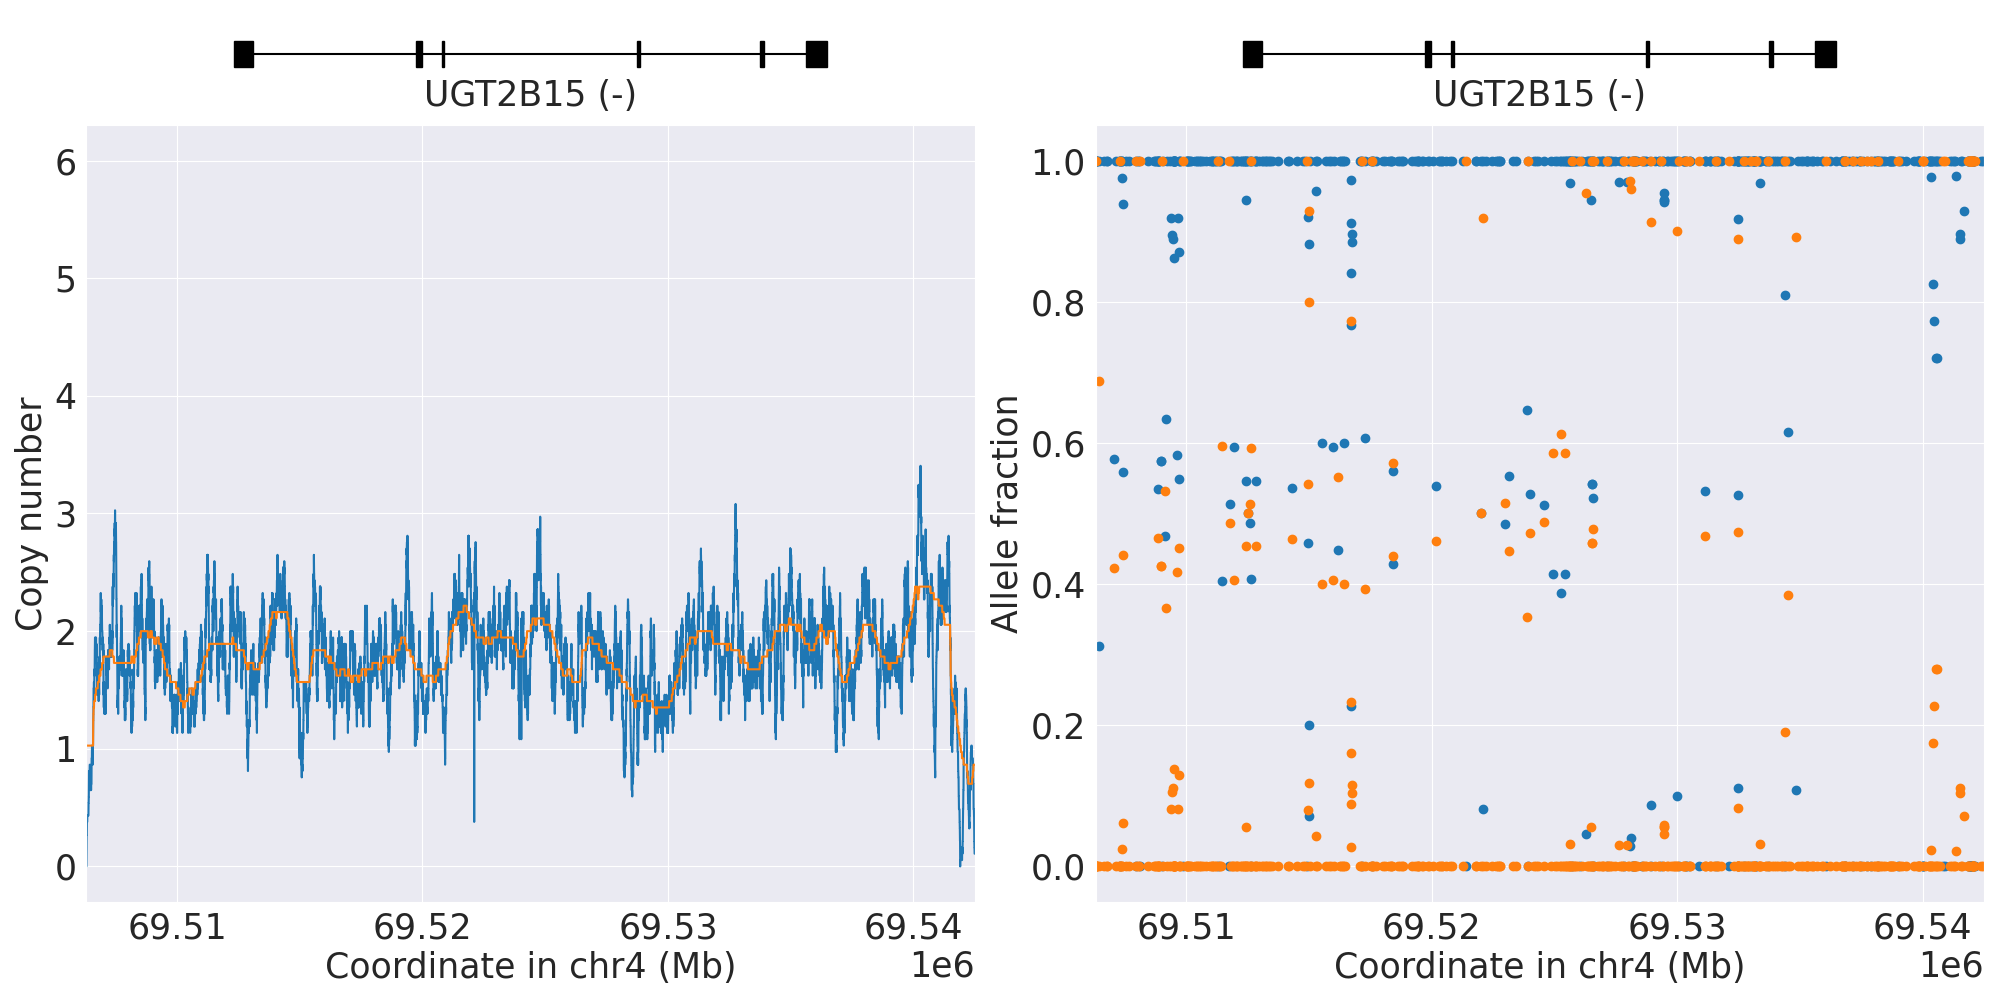 UGT2B15 (-)
6
5
4
3
2
1
0
Copy number
69.51 69.52 69.53 69.54
Coordinate in chr4 (Mb)
1e6
UGT2B15 (-)
1.0
0.8
0.6
0.4
0.2
0.0
Allele fraction
69.51 69.52 69.53 69.54
Coordinate in chr4 (Mb)
1e6